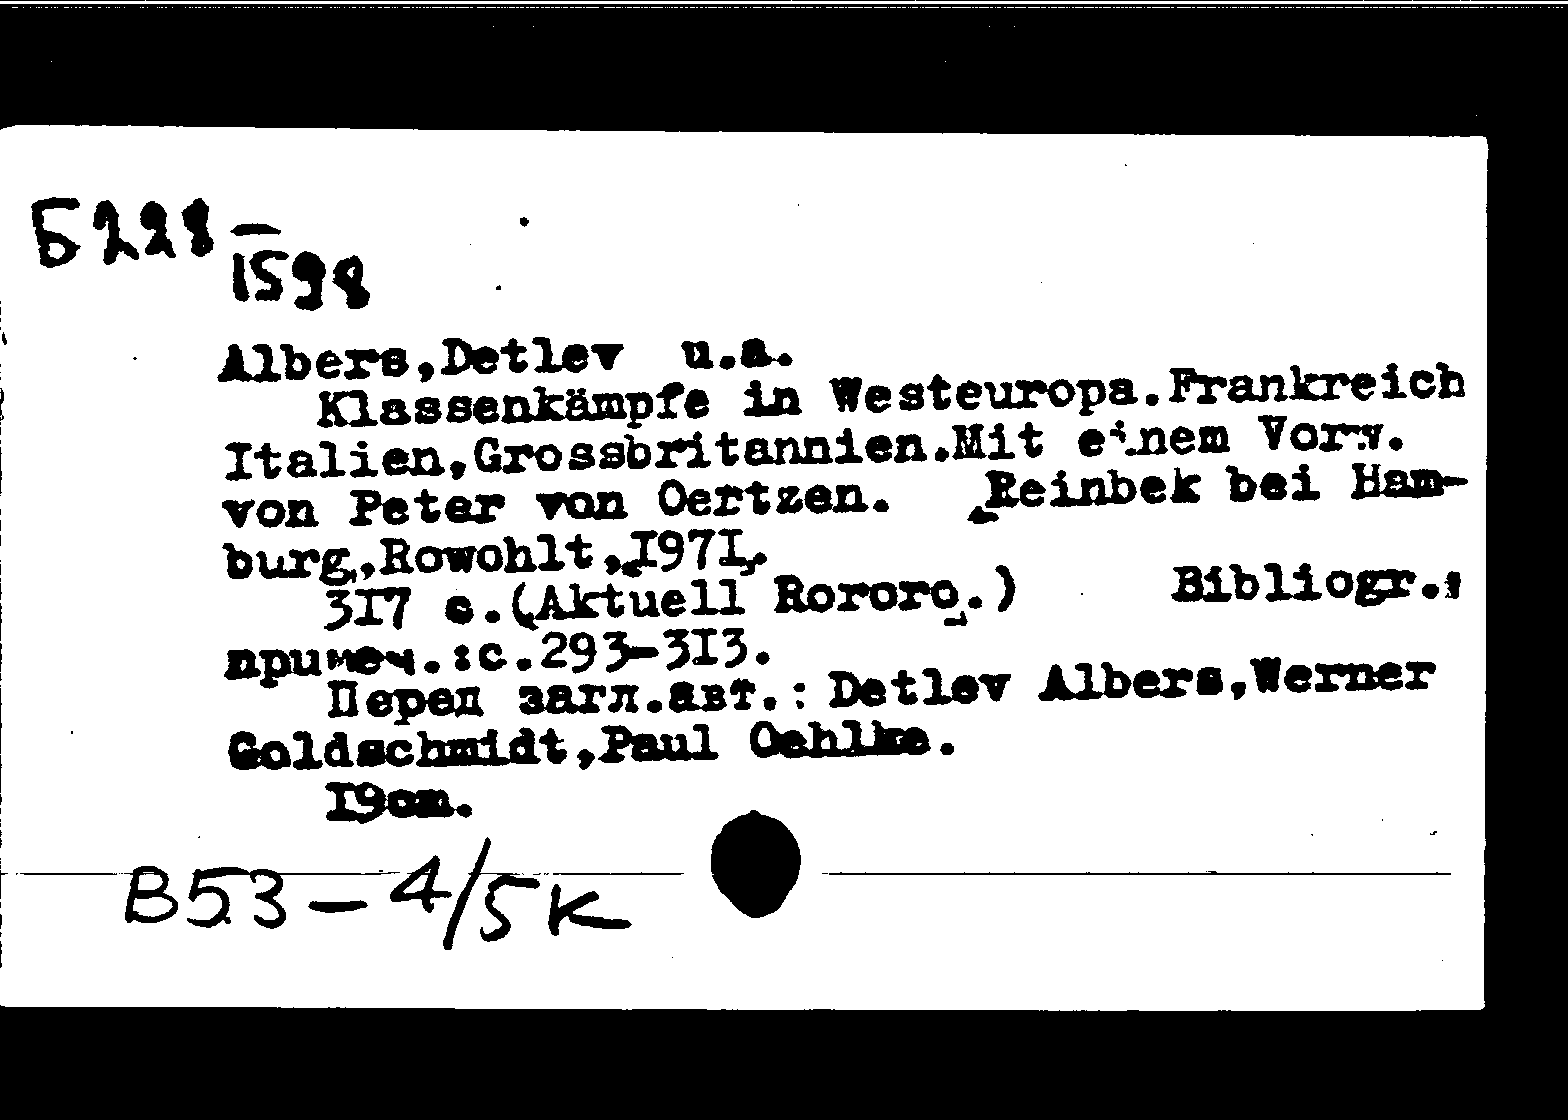 Б228-
1598
Albers,Detlev u.a.
Klassenkämpfe in Westeuropa.Frankreich
Italien,Grossbritannien.Mit einem Vorw.
von Peter von Oertzen. Reinbek bei Ham-
burg,Rowohlt,1971.
317 с.(Aktuell Rororo.) Bibliogr.:
примеч.:с.293-313.
Перед загл.авт.: Detlev Albers,Werner
Goldschmidt,Paul Oehlke.
19cm.
В53-4/5К